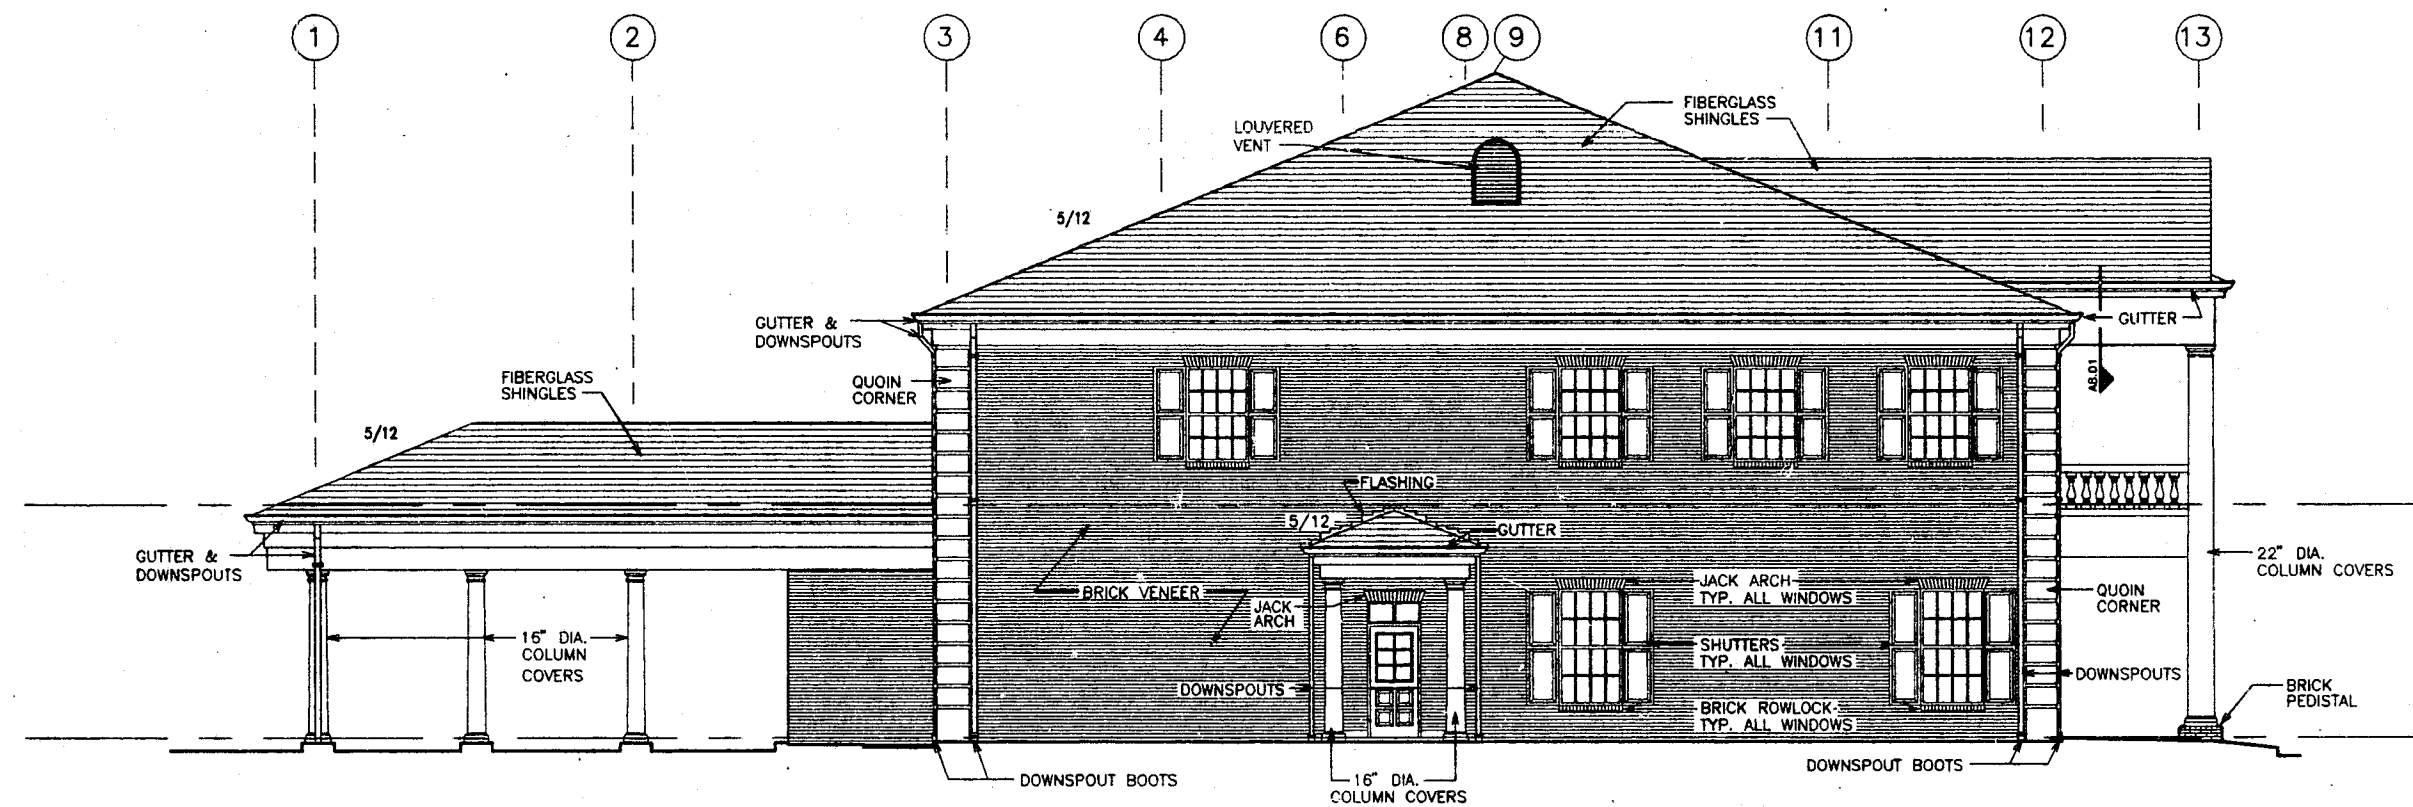 1
2
3
4
6
8
9
11
12
13
FIBERGLASS
SHINGLES
LOUVERED
VENT
5/12
GUTTER &
DOWNSPOUTS
GUTTER
FIBERGLASS
SHINGLES
QUOIN
CORNER
A8.01
5/12
FLASHING
5/12
GUTTER
GUTTER &
DOWNSPOUTS
22" DIA.
COLUMN COVERS
BRICK VENEER
JACK
ARCH
JACK ARCH
TYP. ALL WINDOWS
QUOIN
CORNER
16" DIA.
COLUMN
COVERS
SHUTTERS
TYP. ALL WINDOWS
DOWNSPOUTS
DOWNSPOUTS
BRICK
PEDISTAL
BRICK ROWLOCK
TYP. ALL WINDOWS
DOWNSPOUT BOOTS
16" DIA.
COLUMN COVERS
DOWNSPOUT BOOTS